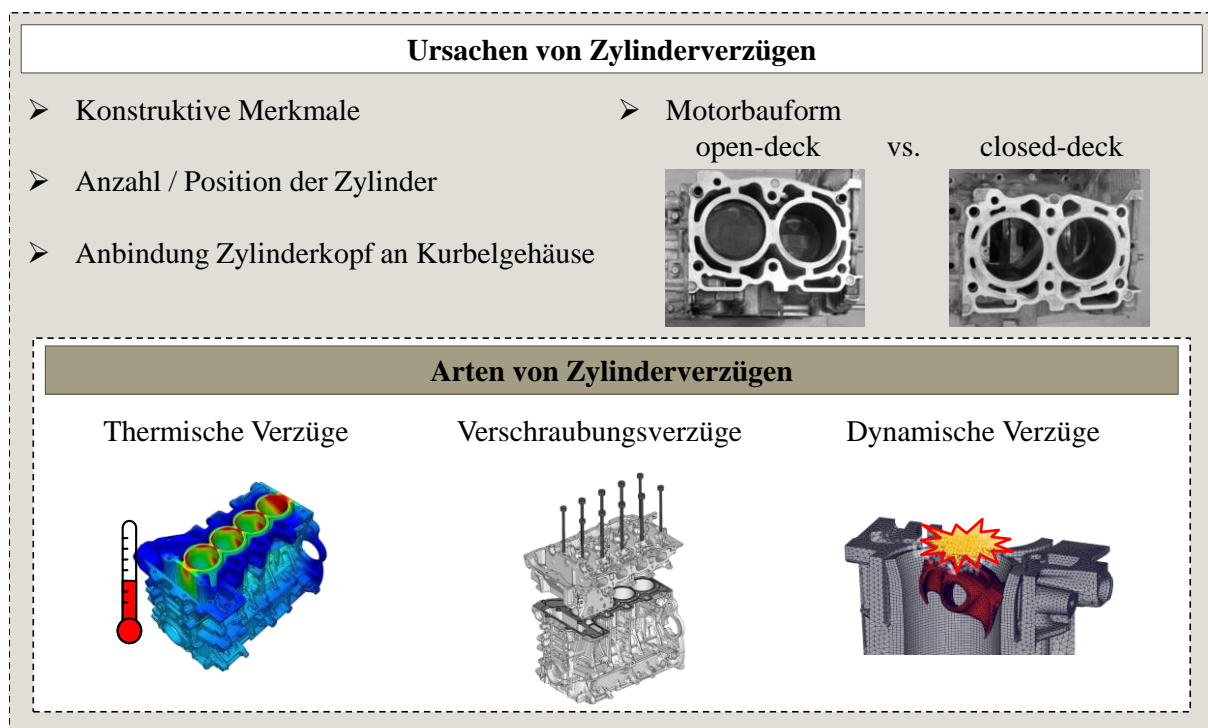 Ursachen von Zylinderverzügen
➢ Konstruktive Merkmale
➢ Anzahl / Position der Zylinder
➢ Anbindung Zylinderkopf an Kurbelgehäuse
➢ Motorbauform
open-deck vs. closed-deck
Arten von Zylinderverzügen
Thermische Verzüge
Verschraubungsverzüge
Dynamische Verzüge